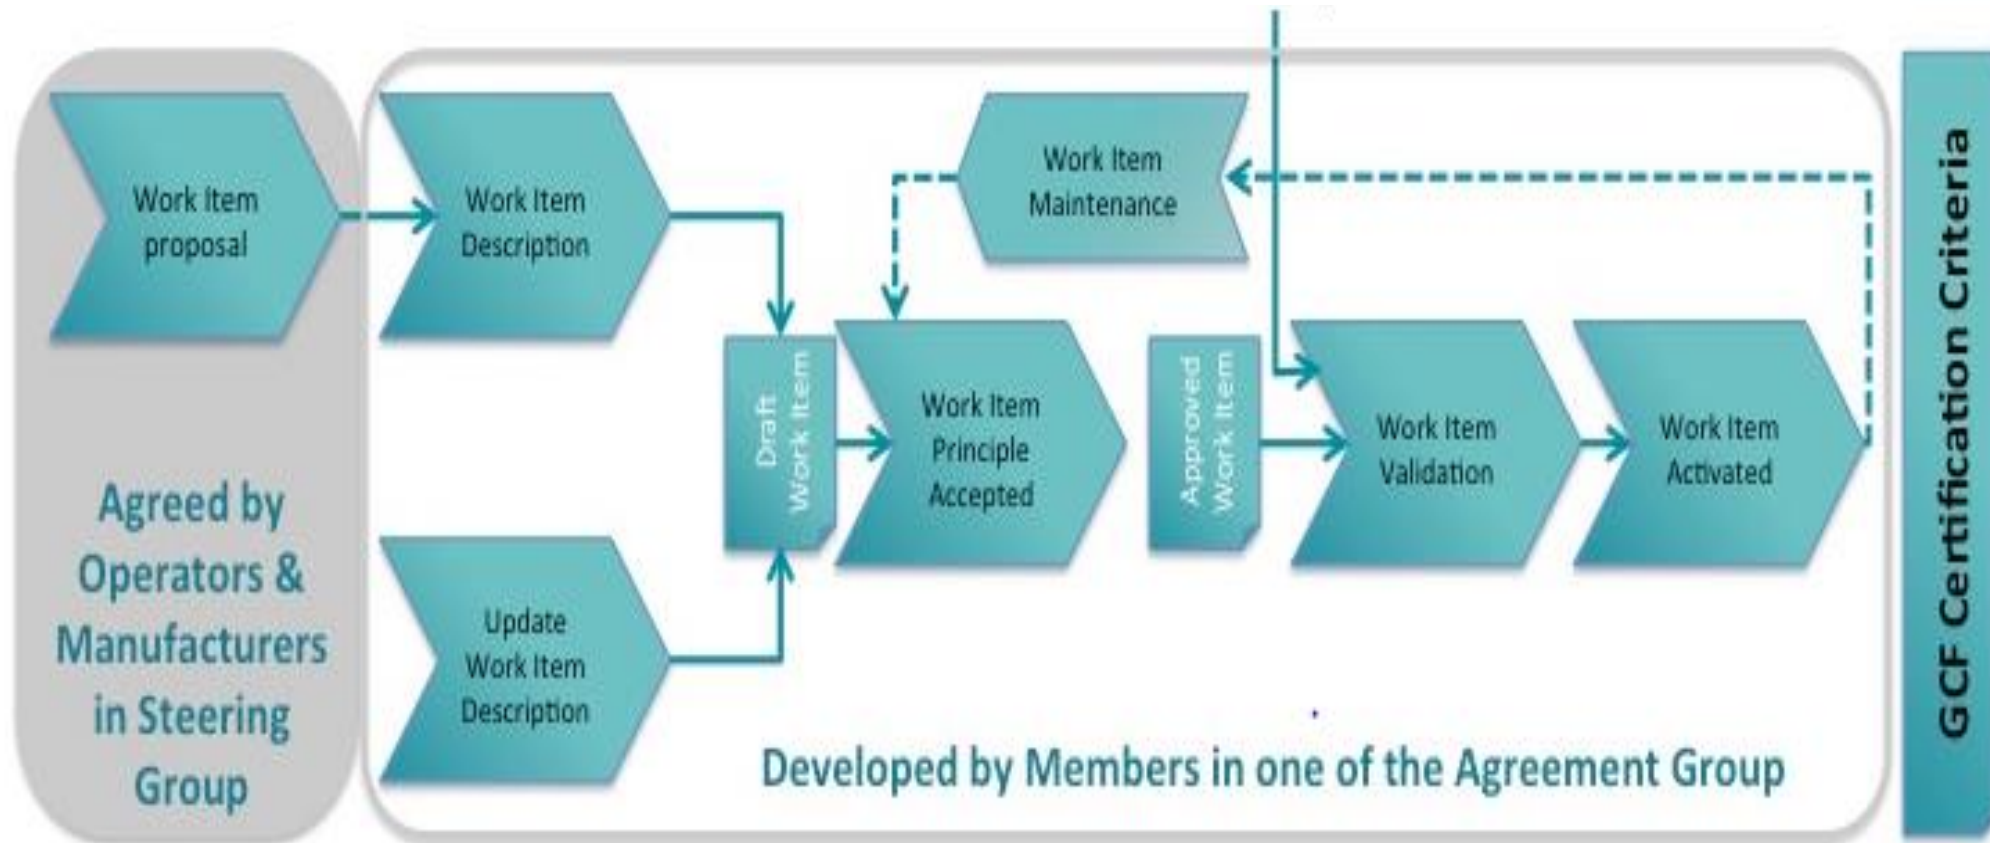 Work Item
proposal
Agreed by
Operators &
Manufacturers
in Steering
Group
Work Item
Description
Update
Work Item
Description
Draft
Work Item
Work Item
Principle
Accepted
Work Item
Maintenance
Approved
Work Item
Work Item
Validation
Work Item
Activated
Developed by Members in one of the Agreement Group
GCF Certification Criteria